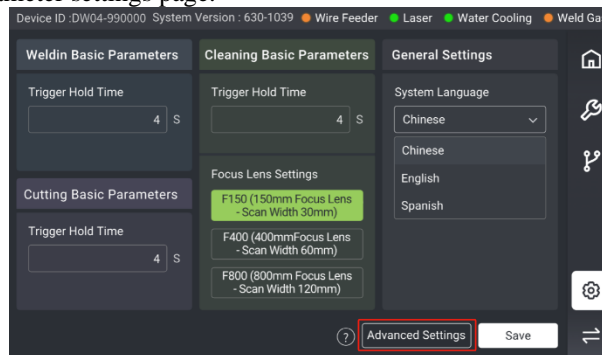 meter settings page.
Device ID :DW04-990000 System Version : 630-1039 Wire Feeder Laser Water Cooling Weld Ga
Weldin Basic Parameters
Trigger Hold Time
4 S
Cutting Basic Parameters
Trigger Hold Time
4 S
Cleaning Basic Parameters
Trigger Hold Time
4 S
Focus Lens Settings
F150 (150mm Focus Lens
- Scan Width 30mm)
F400 (400mmFocus Lens
- Scan Width 60mm)
F800 (800mm Focus Lens
- Scan Width 120mm)
General Settings
System Language
Chinese
Chinese
English
Spanish
? Advanced Settings Save